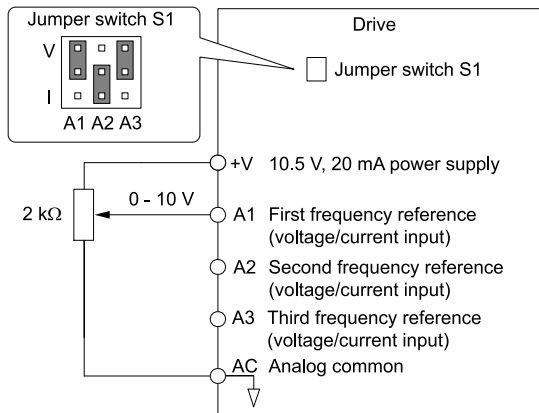 Jumper switch S1
V
I
A1 A2 A3
Drive
Jumper switch S1
+V 10.5 V, 20 mA power supply
2 kΩ
0 - 10 V
A1 First frequency reference
(voltage/current input)
A2 Second frequency reference
(voltage/current input)
A3 Third frequency reference
(voltage/current input)
AC Analog common